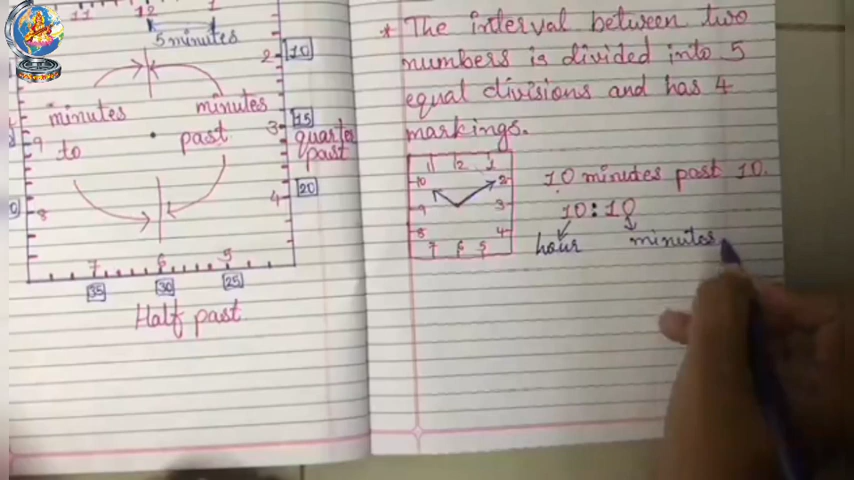 11 12 1
5 minutes
2 10
minutes minutes
15
9 to past 3 quarter
past
8 4 20
7 6 5
35 30 25
Half past
* The interval between two
numbers is divided into 5
equal divisions and has 4
markings.
11 12 1
10 2
9 3
8 4
7 6 5
10 minutes past 10.
10:10
hour minutes